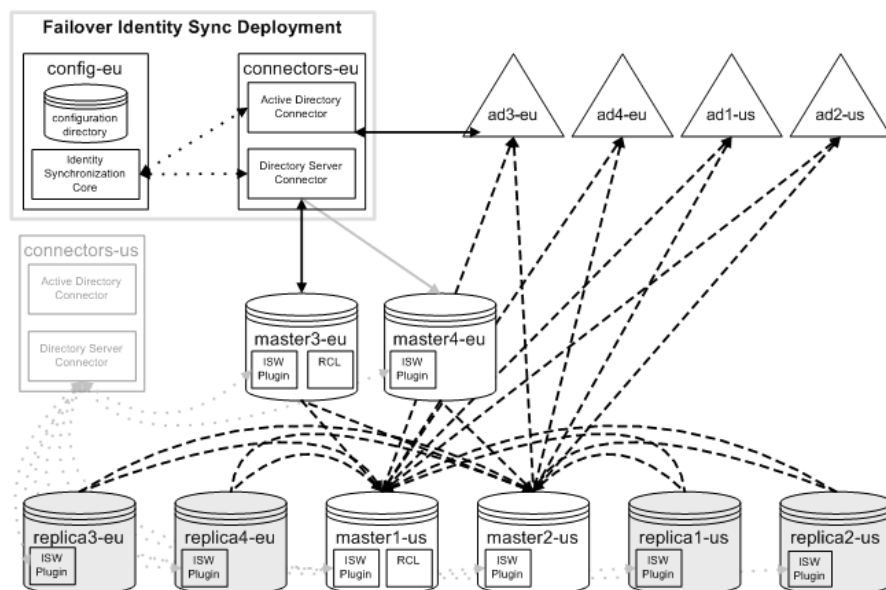 Failover Identity Sync Deployment
config-eu
configuration
directory
Identity
Synchronization
Core
connectors-eu
Active Directory
Connector
Directory Server
Connector
ad3-eu
ad4-eu
ad1-us
ad2-us
connectors-us
Active Directory
Connector
Directory Server
Connector
master3-eu
ISW
Plugin
RCL
master4-eu
ISW
Plugin
replica3-eu
ISW
Plugin
replica4-eu
ISW
Plugin
master1-us
ISW
Plugin
RCL
master2-us
ISW
Plugin
replica1-us
ISW
Plugin
replica2-us
ISW
Plugin